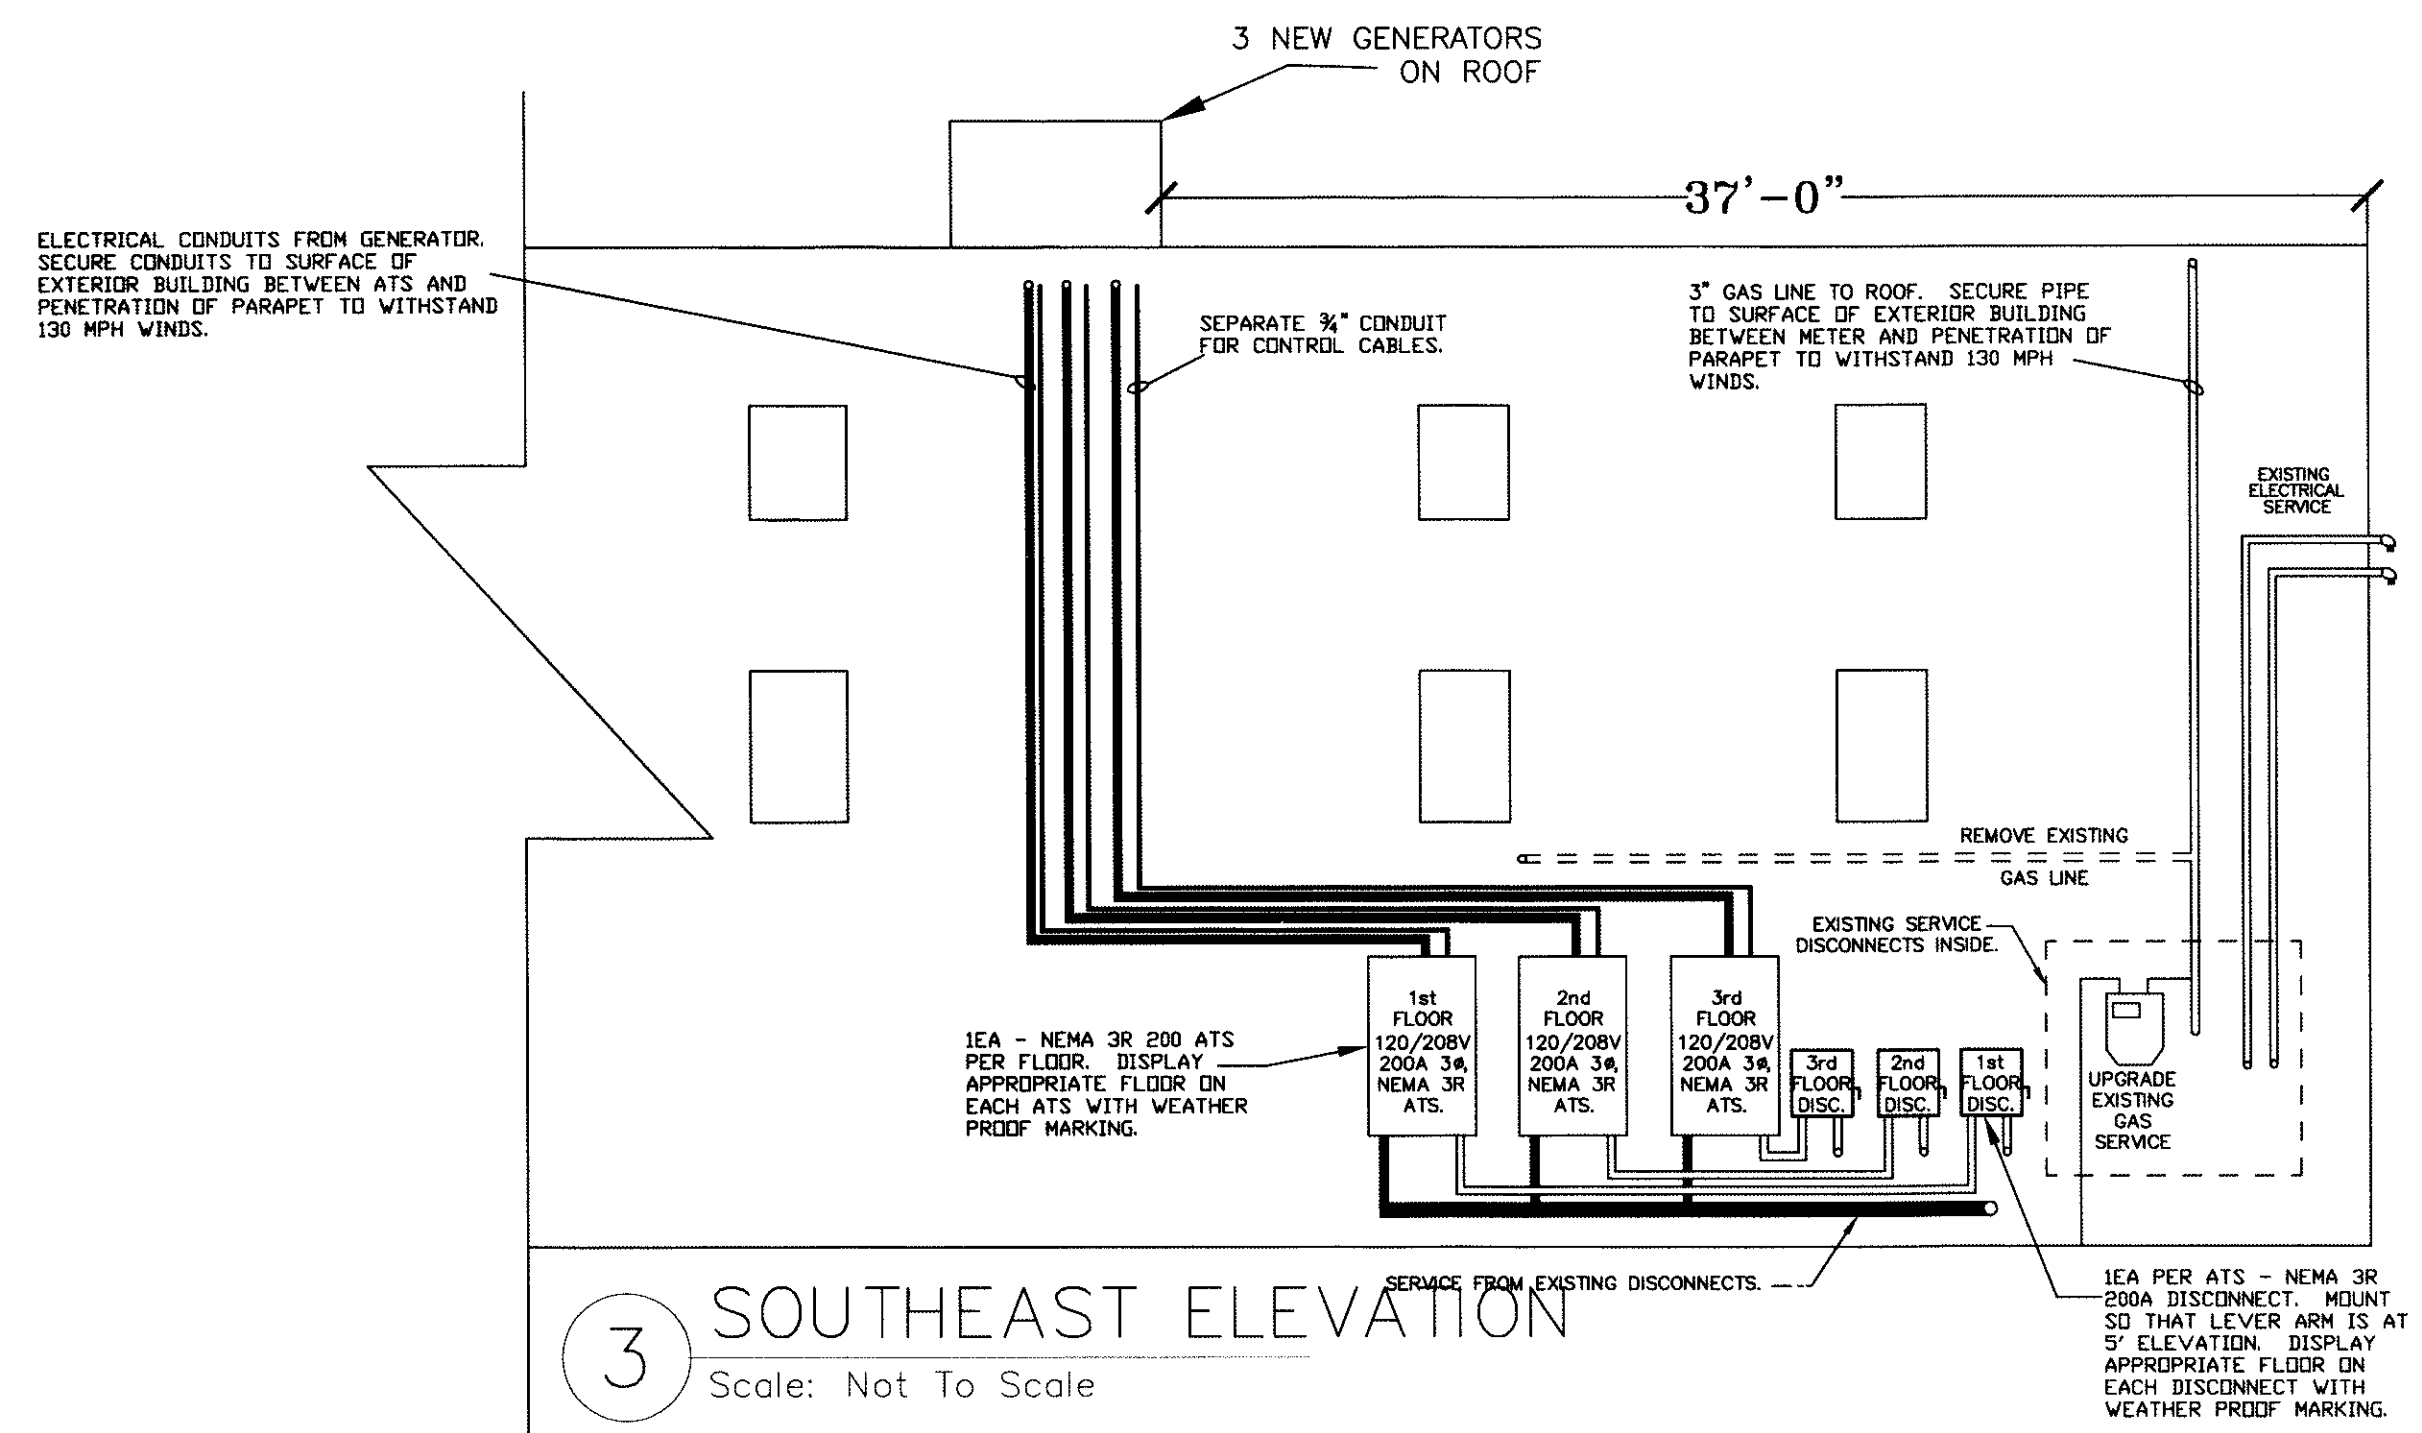 3 NEW GENERATORS
ON ROOF
37'-0"
ELECTRICAL CONDUITS FROM GENERATOR.
SECURE CONDUITS TO SURFACE OF
EXTERIOR BUILDING BETWEEN ATS AND
PENETRATION OF PARAPET TO WITHSTAND
130 MPH WINDS.
SEPARATE ¾" CONDUIT
FOR CONTROL CABLES.
3" GAS LINE TO ROOF. SECURE PIPE
TO SURFACE OF EXTERIOR BUILDING
BETWEEN METER AND PENETRATION OF
PARAPET TO WITHSTAND 130 MPH
WINDS.
EXISTING
ELECTRICAL
SERVICE
REMOVE EXISTING
GAS LINE
EXISTING SERVICE
DISCONNECTS INSIDE.
1EA - NEMA 3R 200 ATS
PER FLOOR. DISPLAY
APPROPRIATE FLOOR ON
EACH ATS WITH WEATHER
PROOF MARKING.
1st
FLOOR
120/208V
200A 3ø,
NEMA 3R
ATS.
2nd
FLOOR
120/208V
200A 3ø,
NEMA 3R
ATS.
3rd
FLOOR
120/208V
200A 3ø,
NEMA 3R
ATS.
3rd
FLOOR
DISC.
2nd
FLOOR
DISC.
1st
FLOOR
DISC.
UPGRADE
EXISTING
GAS
SERVICE
SERVICE FROM EXISTING DISCONNECTS.
1EA PER ATS - NEMA 3R
200A DISCONNECT. MOUNT
SO THAT LEVER ARM IS AT
5' ELEVATION. DISPLAY
APPROPRIATE FLOOR ON
EACH DISCONNECT WITH
WEATHER PROOF MARKING.
3
SOUTHEAST ELEVATION
Scale: Not To Scale